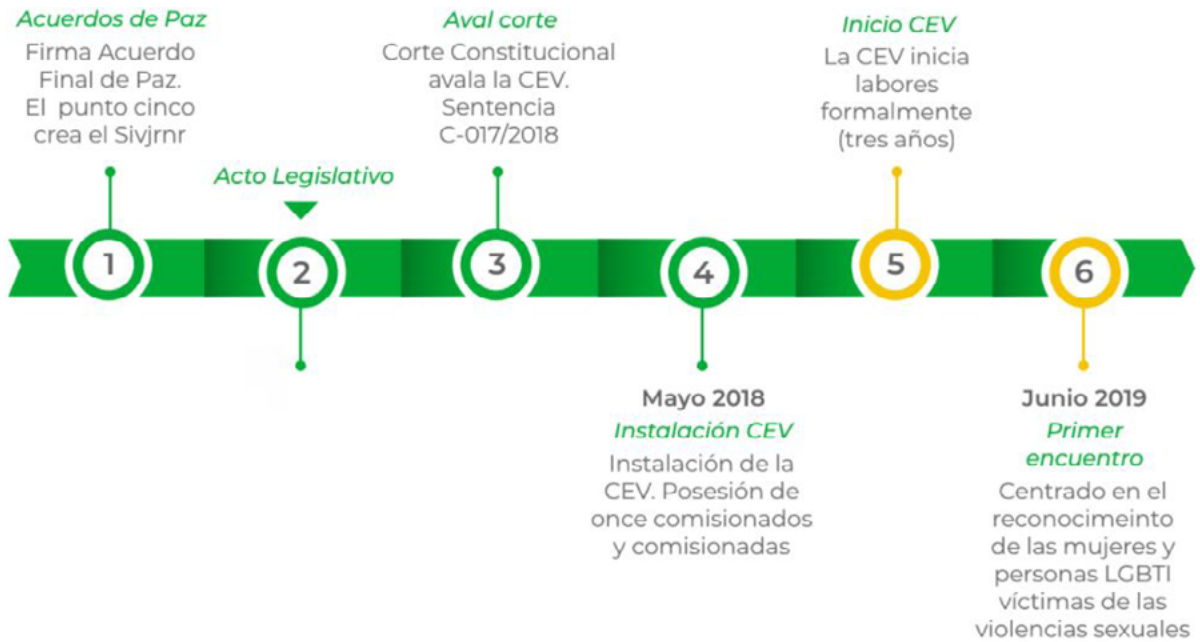 Acuerdos de Paz
Firma Acuerdo
Final de Paz.
El punto cinco
crea el Sivjrnr
1
Acto Legislativo
2
Aval corte
Corte Constitucional
avala la CEV.
Sentencia
C-017/2018
3
4
Mayo 2018
Instalación CEV
Instalación de la
CEV. Posesión de
once comisionados
y comisionadas
Inicio CEV
La CEV inicia
labores
formalmente
(tres años)
5
6
Junio 2019
Primer
encuentro
Centrado en el
reconocimeinto
de las mujeres y
personas LGBTI
víctimas de las
violencias sexuales